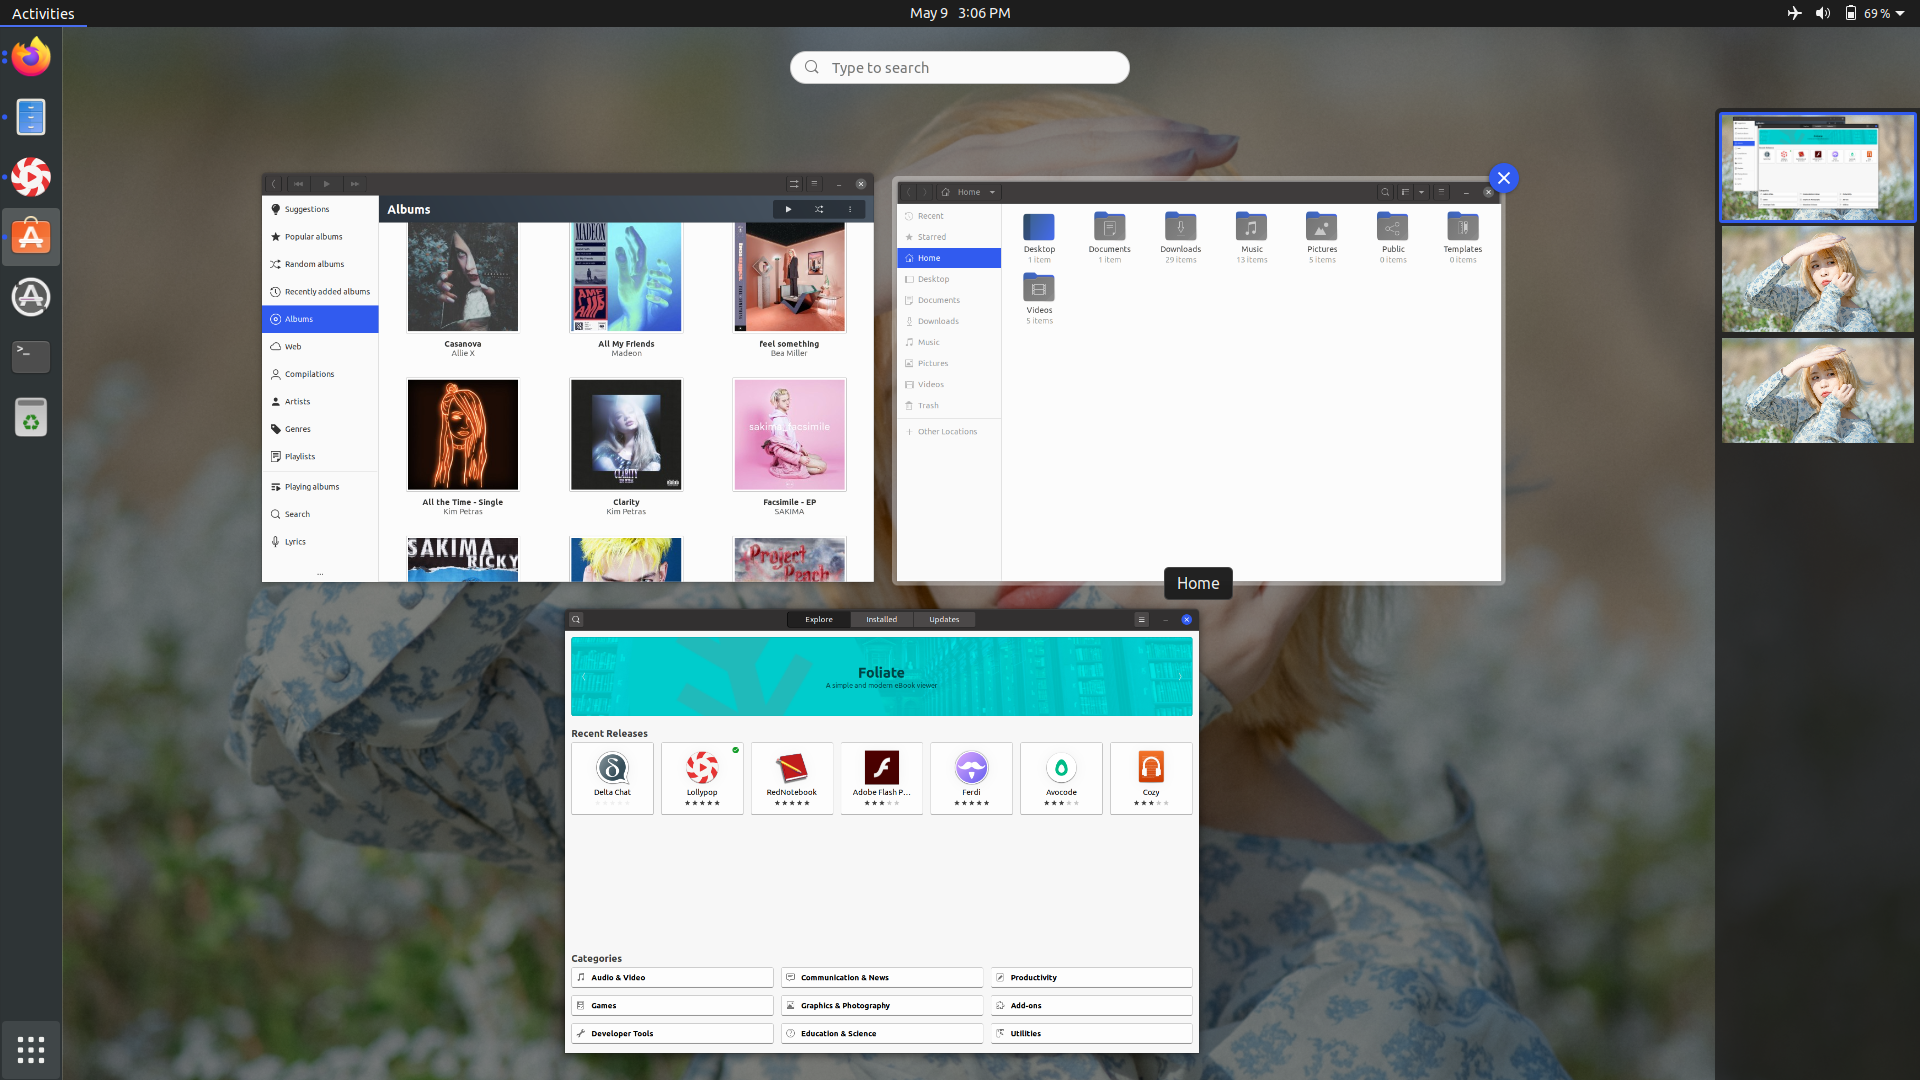 Activities
May 9 3:06 PM
69 %
Type to search
Suggestions
Popular albums
Random albums
Recently added albums
Albums
Web
Compilations
Artists
Genres
Playlists
Playing albums
Search
Lyrics
...
Albums
MADEON
Casanova
Allie X
All My Friends
Madeon
feel something
Bea Miller
sakima facsimile
CLARITY
All the Time - Single
Kim Petras
Clarity
Kim Petras
Facsimile - EP
SAKIMA
SAKIMA
RICKY
Project
Peach
Home
Recent
Starred
Home
Desktop
Documents
Downloads
Music
Pictures
Videos
Trash
Other Locations
Desktop
1 item
Documents
1 item
Downloads
29 items
Music
13 items
Pictures
5 items
Public
0 items
Templates
0 items
Videos
5 items
Home
Explore
Installed
Updates
Foliate
A simple and modern eBook viewer
Recent Releases
Delta Chat
Lollypop
RedNotebook
Adobe Flash P...
Ferdi
Avocode
Cozy
Categories
Audio & Video
Communication & News
Productivity
Games
Graphics & Photography
Add-ons
Developer Tools
Education & Science
Utilities